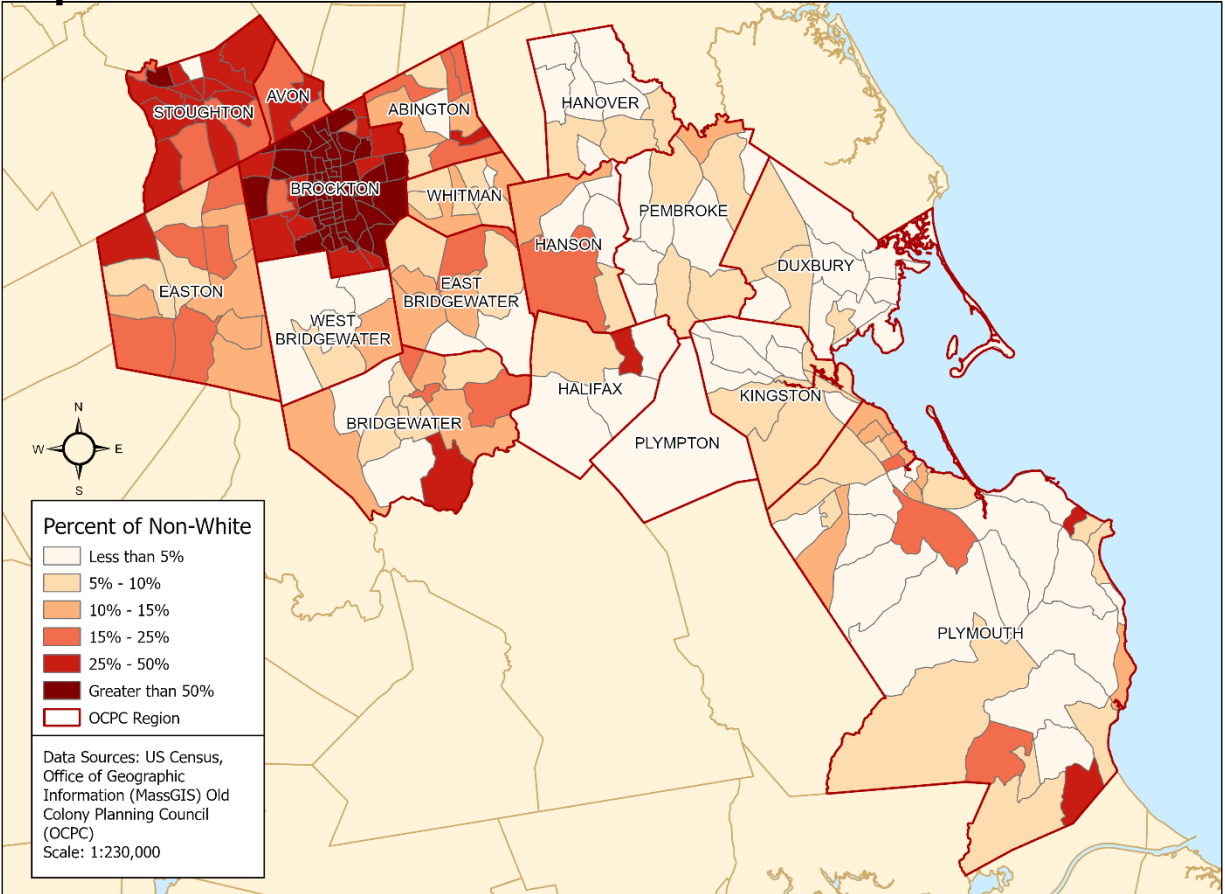 STOUGHTON
AVON
ABINGTON
HANOVER
BROCKTON
WHITMAN
PEMBROKE
HANSON
DUXBURY
EASTON
EAST
BRIDGEWATER
WEST
BRIDGEWATER
HALIFAX
KINGSTON
BRIDGEWATER
PLYMPTON
PLYMOUTH
N
W
E
S
Percent of Non-White
Less than 5%
5% - 10%
10% - 15%
15% - 25%
25% - 50%
Greater than 50%
OCPC Region
Data Sources: US Census,
Office of Geographic
Information (MassGIS) Old
Colony Planning Council
(OCPC)
Scale: 1:230,000